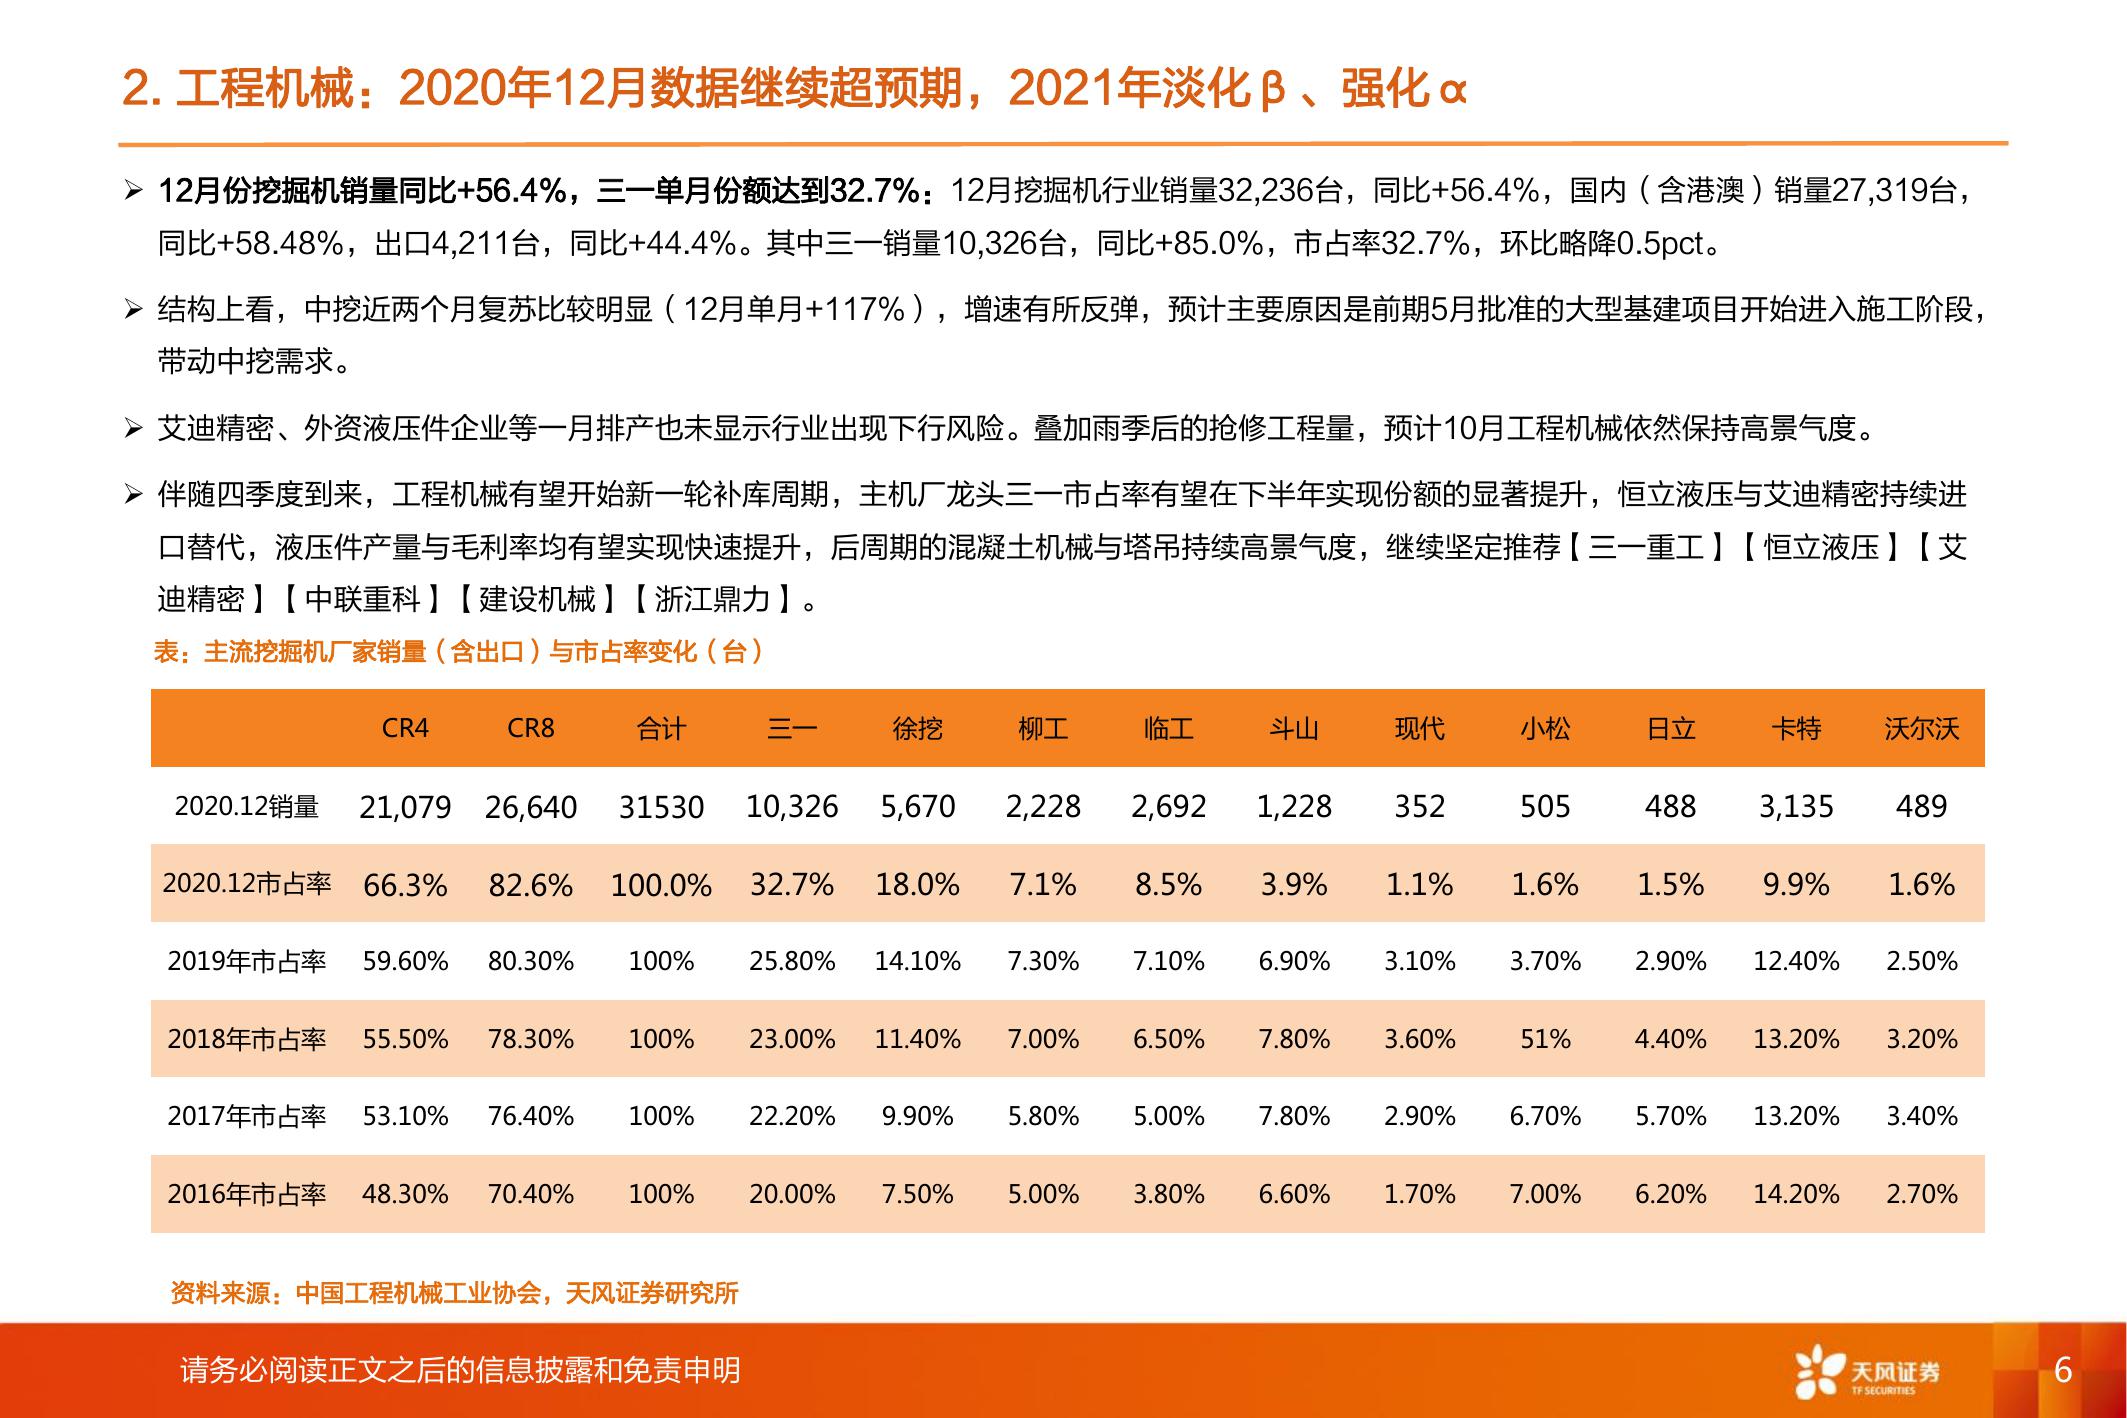 2. 工程机械：2020年12月数据继续超预期，2021年淡化β、强化α
➢ 12月份挖掘机销量同比+56.4%，三一单月份额达到32.7%：12月挖掘机行业销量32,236台，同比+56.4%，国内（含港澳）销量27,319台，
同比+58.48%，出口4,211台，同比+44.4%。其中三一销量10,326台，同比+85.0%，市占率32.7%，环比略降0.5pct。
➢ 结构上看，中挖近两个月复苏比较明显（12月单月+117%），增速有所反弹，预计主要原因是前期5月批准的大型基建项目开始进入施工阶段，
带动中挖需求。
➢ 艾迪精密、外资液压件企业等一月排产也未显示行业出现下行风险。叠加雨季后的抢修工程量，预计10月工程机械依然保持高景气度。
➢ 伴随四季度到来，工程机械有望开始新一轮补库周期，主机厂龙头三一市占率有望在下半年实现份额的显著提升，恒立液压与艾迪精密持续进
口替代，液压件产量与毛利率均有望实现快速提升，后周期的混凝土机械与塔吊持续高景气度，继续坚定推荐【三一重工】【恒立液压】【艾
迪精密】【中联重科】【建设机械】【浙江鼎力】。
表：主流挖掘机厂家销量（含出口）与市占率变化（台）
CR4 CR8 合计 三一 徐挖 柳工 临工 斗山 现代 小松 日立 卡特 沃尔沃
2020.12销量 21,079 26,640 31530 10,326 5,670 2,228 2,692 1,228 352 505 488 3,135 489
2020.12市占率 66.3% 82.6% 100.0% 32.7% 18.0% 7.1% 8.5% 3.9% 1.1% 1.6% 1.5% 9.9% 1.6%
2019年市占率 59.60% 80.30% 100% 25.80% 14.10% 7.30% 7.10% 6.90% 3.10% 3.70% 2.90% 12.40% 2.50%
2018年市占率 55.50% 78.30% 100% 23.00% 11.40% 7.00% 6.50% 7.80% 3.60% 51% 4.40% 13.20% 3.20%
2017年市占率 53.10% 76.40% 100% 22.20% 9.90% 5.80% 5.00% 7.80% 2.90% 6.70% 5.70% 13.20% 3.40%
2016年市占率 48.30% 70.40% 100% 20.00% 7.50% 5.00% 3.80% 6.60% 1.70% 7.00% 6.20% 14.20% 2.70%
资料来源：中国工程机械工业协会，天风证券研究所
请务必阅读正文之后的信息披露和免责申明
天风证券
TF SECURITIES
6